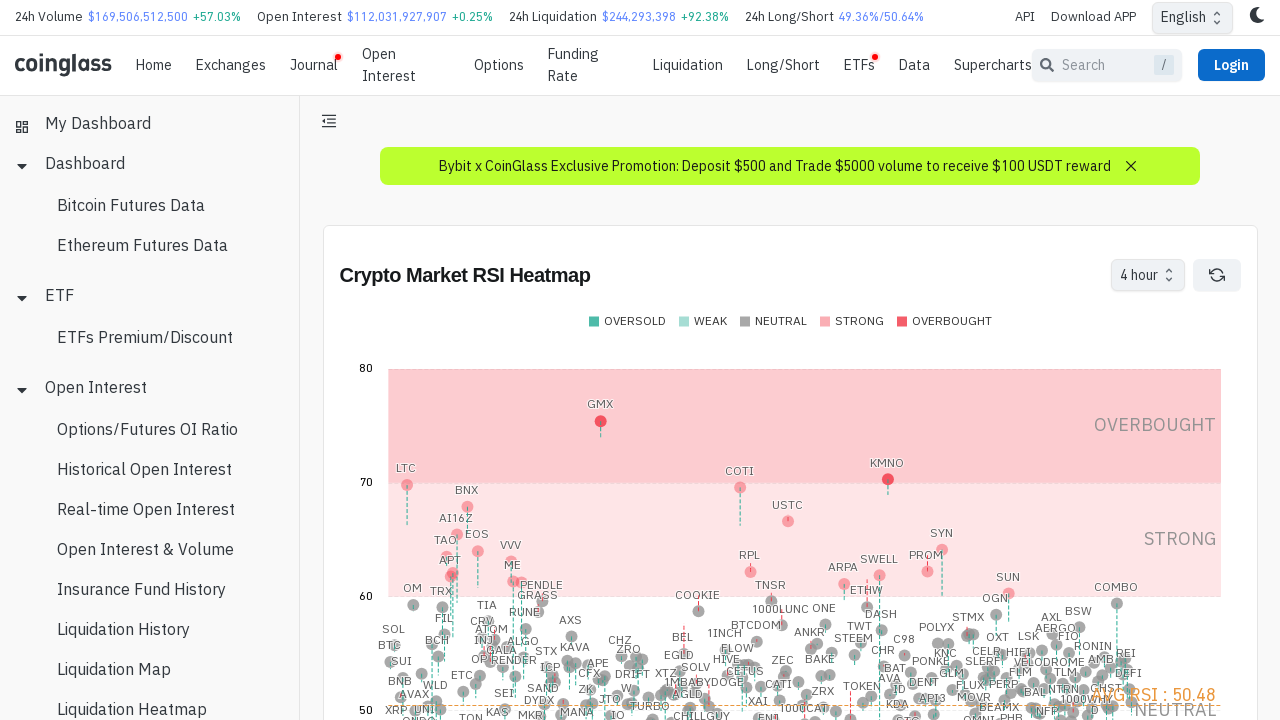 24h Volume $169,506,512,500 +57.03% Open Interest $112,031,927,907 +0.25% 24h Liquidation $244,293,398 +92.38% 24h Long/Short 49.36%/50.64% API Download APP English
coinglass Home Exchanges Journal Open Interest Options Funding Rate Liquidation Long/Short ETFs Data Supercharts Search / Login
My Dashboard
Dashboard
Bitcoin Futures Data
Ethereum Futures Data
ETF
ETFs Premium/Discount
Open Interest
Options/Futures OI Ratio
Historical Open Interest
Real-time Open Interest
Open Interest & Volume
Insurance Fund History
Liquidation History
Liquidation Map
Liquidation Heatmap
Bybit x CoinGlass Exclusive Promotion: Deposit $500 and Trade $5000 volume to receive $100 USDT reward
Crypto Market RSI Heatmap 4 hour
OVERSOLD WEAK NEUTRAL STRONG OVERBOUGHT
80
GMX
OVERBOUGHT
LTC COTI KMNO
70
BNX
USTC
AI16Z
EOS SYN
TAO STRONG
VVV
APT RPL PROM
ME SWELL
ARPA
SUN
OM TRX PENDLE TNSR ETHW COMBO
60
GRASS COOKIE OGN
TIA 1000LUNC ONE BSW
FIL CRV RUNE AXS DASH STMX AXL
SOL ATOM BTCDOM TWT POLYX AERGO
BTC BCH INJ ALGO CHZ BEL 1INCH ANKR STEEM C98 OXT LSK FIOI
GALA STX KAVA ZRO EGLD FLOW CHR KNC CELR HIFI RONIN REI
SUI RENDER APE HIVE ZEC BAKE PONKE SLERF VELODROME AMB
ETC ICP CFX DRIFT XTZ SOLV CETUS BAT GLM TLM DEFI
BNB WLD SAND ZK 1MBABYDOGE CATI TOKEN AVA DENT FLUX PERP
AVAX SEI DYDX AGLD XAI ZRX API3 MOVR BAL GHST
AVG RSI : 50.48
XRP UNI KAS TURBO 1000CAT KDA BEAMX
50 TON MKR MANA IO CHILLGUY PHB NEUTRAL